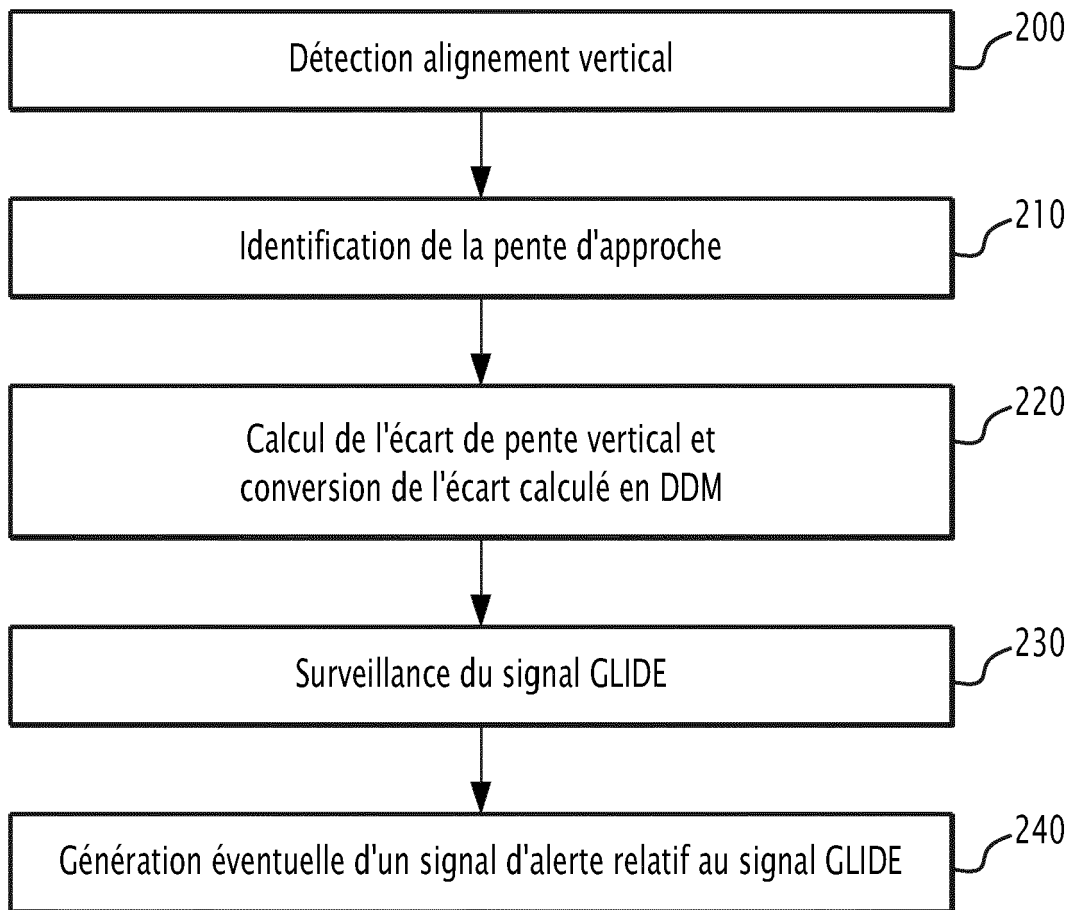 200
Détection alignement vertical
210
Identification de la pente d'approche
220
Calcul de l'écart de pente vertical et
conversion de l'écart calculé en DDM
230
Surveillance du signal GLIDE
240
Génération éventuelle d'un signal d'alerte relatif au signal GLIDE